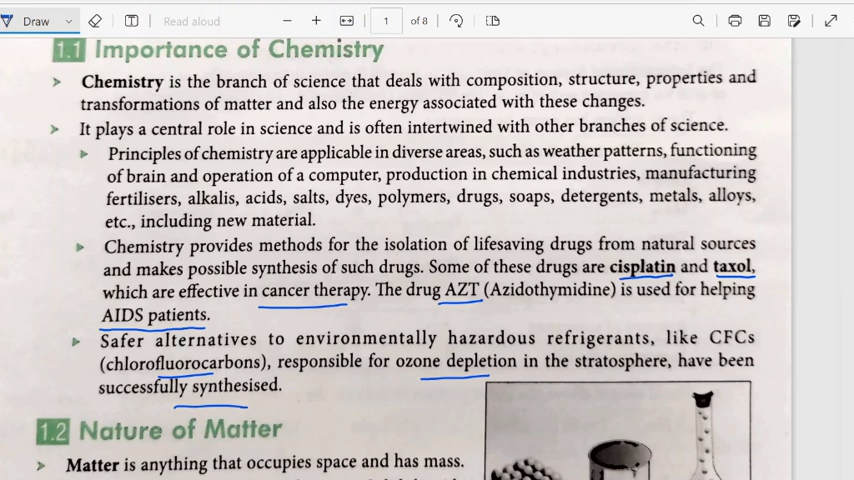 Draw
Read aloud
1
of 8
1.1 Importance of Chemistry
Chemistry is the branch of science that deals with composition, structure, properties and
transformations of matter and also the energy associated with these changes.
It plays a central role in science and is often intertwined with other branches of science.
Principles of chemistry are applicable in diverse areas, such as weather patterns, functioning
of brain and operation of a computer, production in chemical industries, manufacturing
fertilisers, alkalis, acids, salts, dyes, polymers, drugs, soaps, detergents, metals, alloys,
etc., including new material.
Chemistry provides methods for the isolation of lifesaving drugs from natural sources
and makes possible synthesis of such drugs. Some of these drugs are cisplatin and taxol,
which are effective in cancer therapy. The drug AZT (Azidothymidine) is used for helping
AIDS patients.
Safer alternatives to environmentally hazardous refrigerants, like CFCs
(chlorofluorocarbons), responsible for ozone depletion in the stratosphere, have been
successfully synthesised.
1.2 Nature of Matter
Matter is anything that occupies space and has mass.